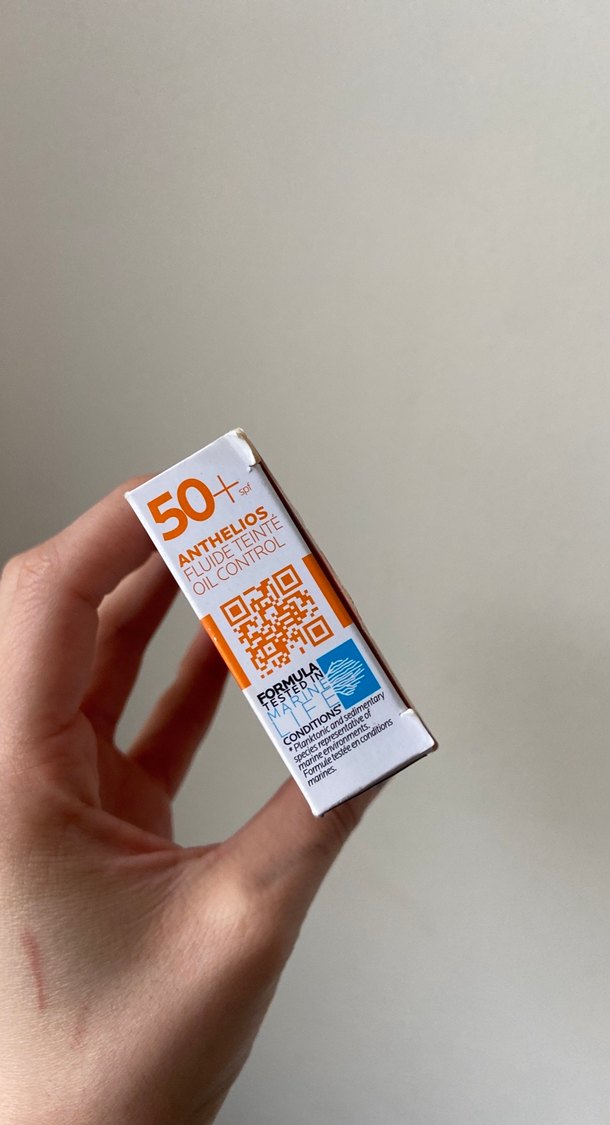 50+ spf
ANTHELIOS
FLUIDE TEINTÉ
OIL CONTROL
FORMULA
TESTED IN
MARINE
LIFE
CONDITIONS*
* Planktonic and sedimentary
species representative of
marine environments.
Formule testée en conditions
marines.